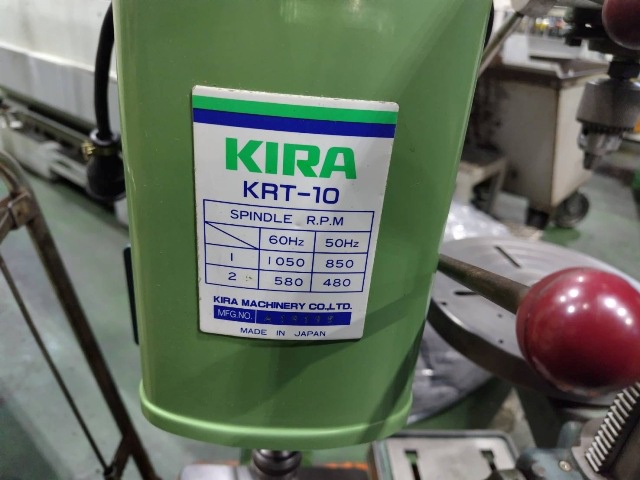 KIRA
KRT-10
SPINDLE R.P.M
60Hz 50Hz
1 1050 850
2 580 480
KIRA MACHINERY CO.,LTD.
MFG NO.
MADE IN JAPAN